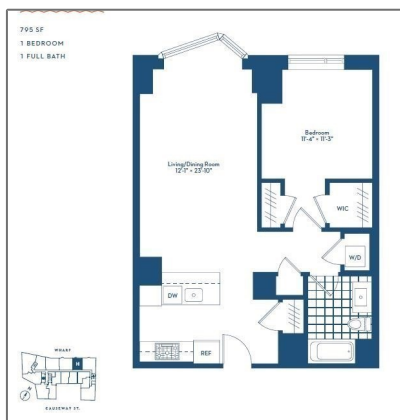 795 SF
1 BEDROOM
1 FULL BATH
Bedroom
11'-4" × 11'-3"
Living/Dining Room
12'-1" × 23'-10"
WIC
W/D
DW
REF
WHARF
CAUSEWAY ST.